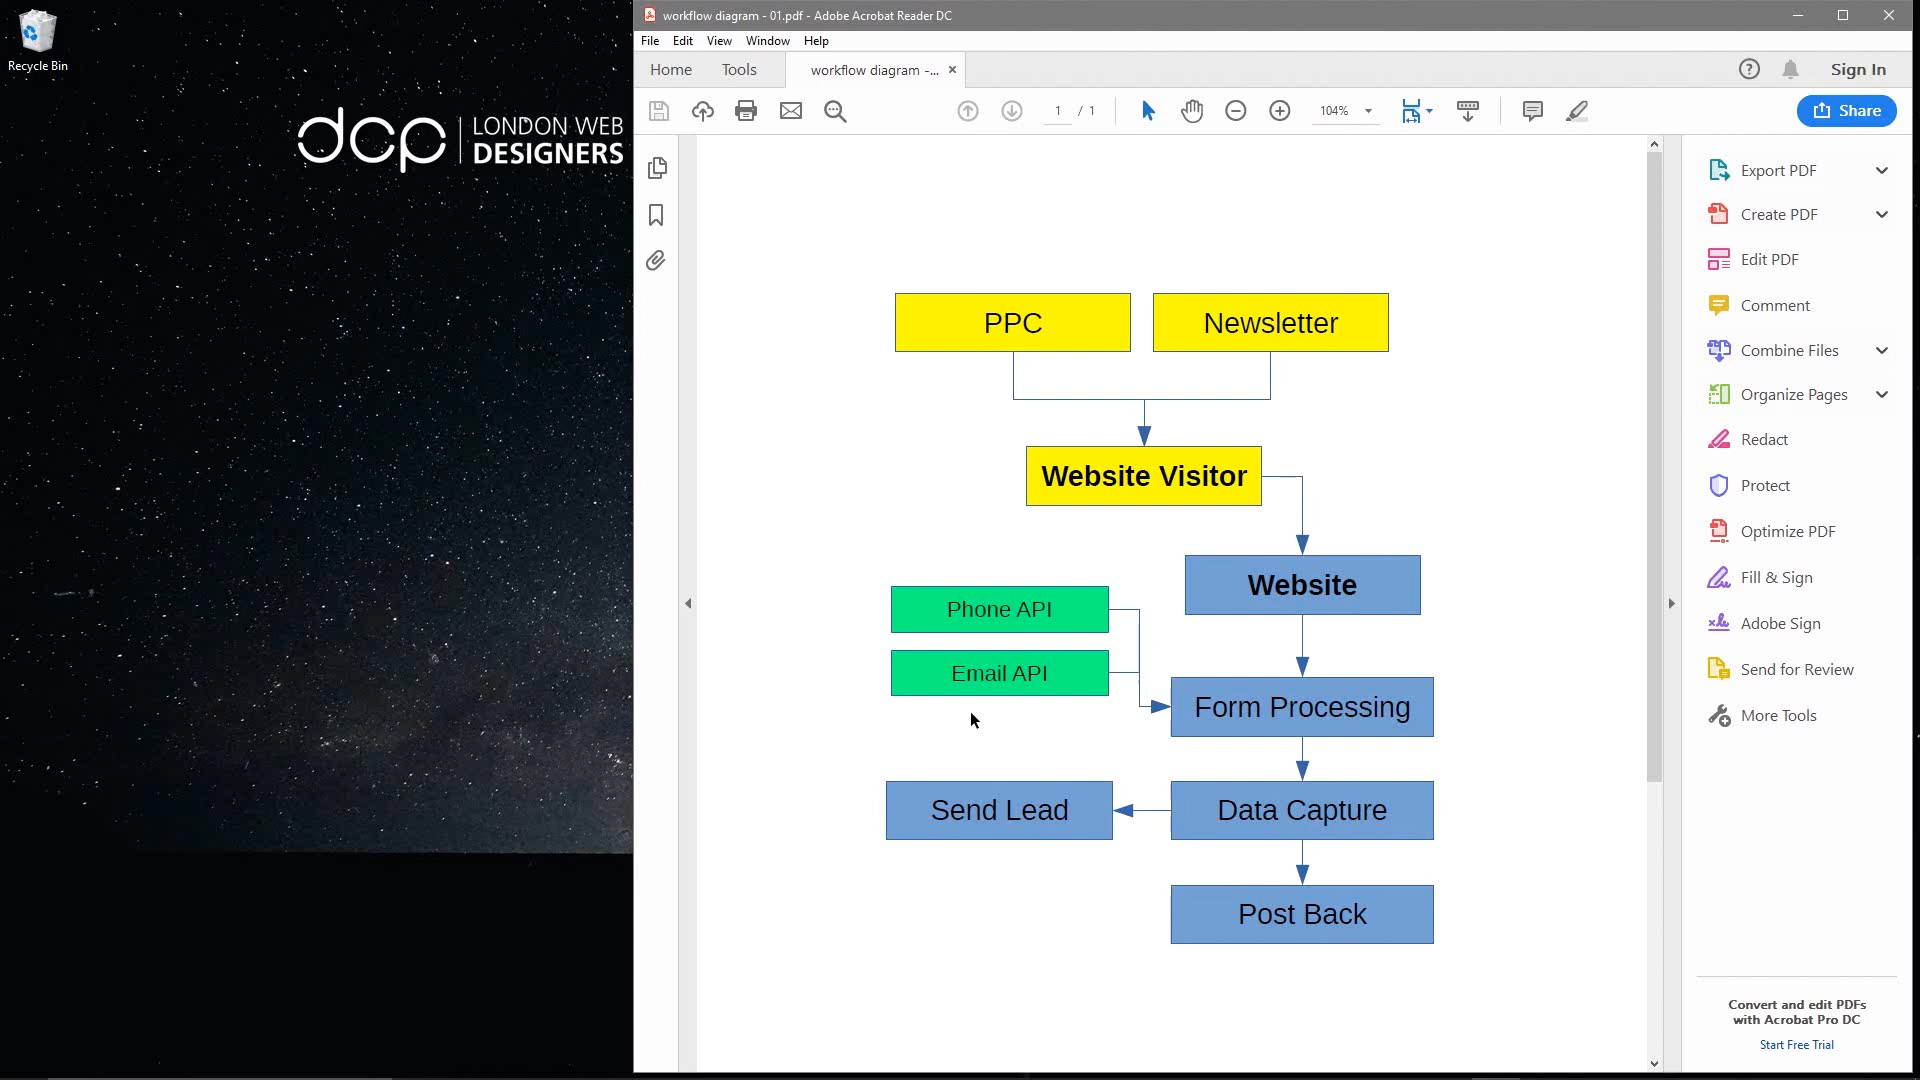 Recycle Bin
dcp LONDON WEB
DESIGNERS
workflow diagram - 01.pdf - Adobe Acrobat Reader DC
File Edit View Window Help
Home Tools workflow diagram -... ×
Sign In
1 / 1
104%
Share
Export PDF
Create PDF
Edit PDF
Comment
Combine Files
Organize Pages
Redact
Protect
Optimize PDF
Fill & Sign
Adobe Sign
Send for Review
More Tools
Convert and edit PDFs
with Acrobat Pro DC
Start Free Trial
PPC
Newsletter
Website Visitor
Website
Phone API
Email API
Form Processing
Send Lead
Data Capture
Post Back